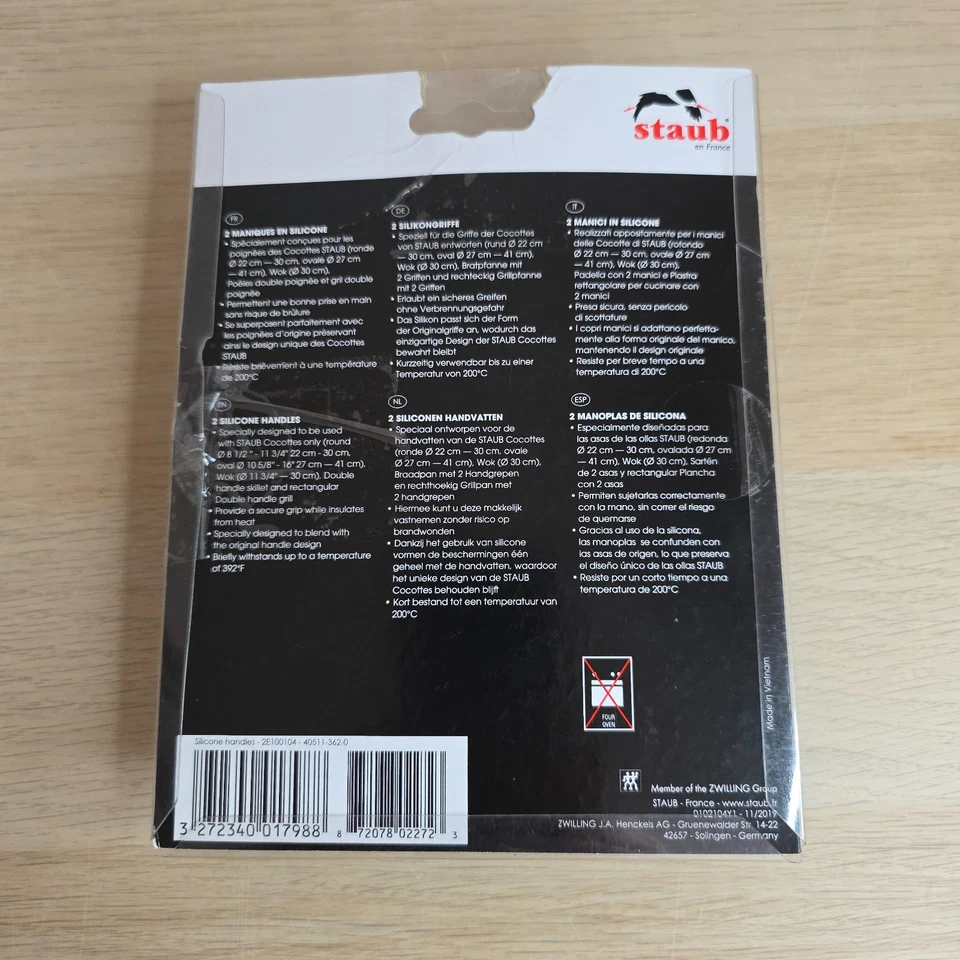 staub
en France
FR
2 MANIQUES EN SILICONE
• Spécialement conçues pour les
poignées des Cocottes STAUB (ronde
Ø 22 cm — 30 cm, ovale Ø 27 cm
— 41 cm), Wok (Ø 30 cm),
Poêles double poignée et gril double
poignée
• Permettent une bonne prise en main
sans risque de brûlure
• Se superposent parfaitement avec
les poignées d'origine préservant
ainsi le design unique des Cocottes
STAUB
• Résiste brièvement à une température
de 200°C
DE
2 SILIKONGRIFFE
• Speziell für die Griffe der Cocottes
von STAUB entworten (rund Ø 22 cm
— 30 cm, oval Ø 27 cm — 41 cm),
Wok (Ø 30 cm), Bratpfanne mit
2 Griffen und rechteckig Grillpfanne
mit 2 Griffen
• Erlaubt ein sicheres Greifen
ohne Verbrennungsgefahr
• Das Silikon passt sich der Form
der Originalgriffe an, wodurch das
einzigartige Design der STAUB Cocottes
bewahrt bleibt
• Kurzzeitig verwendbar bis zu einer
Temperatur von 200°C
IT
2 MANICI IN SILICONE
• Realizzati appositamente per i manici
delle Cocotte di STAUB (rotondo
Ø 22 cm — 30 cm, ovale Ø 27 cm
— 41 cm), Wok (Ø 30 cm),
Padella con 2 manici e Piastra
rettangolare per cucinare con
2 manici
• Presa sicura, senza pericolo
di scottature
• I copri manici si adattano perfetta-
mente alla forma originale del manico,
mantenendo il design originale
• Resiste per breve tempo a una
temperatura di 200°C
EN
2 SILICONE HANDLES
• Specially designed to be used
with STAUB Cocottes only (round
Ø 8 1/2 " - 11 3/4" 22 cm - 30 cm,
oval Ø 10 5/8" - 16" 27 cm — 41 cm),
Wok (Ø 11 3/4" — 30 cm), Double
handle skillet and rectangular
Double handle grill
• Provide a secure grip while insulates
from heat
• Specially designed to blend with
the original handle design
• Briefly withstands up to a temperature
of 392°F
NL
2 SILICONEN HANDVATTEN
• Speciaal ontworpen voor de
handvatten van de STAUB Cocottes
(ronde Ø 22 cm — 30 cm, ovale
Ø 27 cm — 41 cm), Wok (Ø 30 cm),
Braadpan met 2 Handgrepen
en rechthoekig Grillpan met
2 handgrepen
• Hiermee kunt u deze makkelijk
vastnemen zonder risico op
brandwonden
• Dankzij het gebruik van silicone
vormen de beschermingen één
geheel met de handvatten, waardoor
het unieke design van de STAUB
Cocottes behouden blijft
• Kort bestand tot een temperatuur van
200°C
ESP
2 MANOPLAS DE SILICONA
• Especialmente diseñadas para
las asas de las ollas STAUB (redonda
Ø 22 cm — 30 cm, ovalada Ø 27 cm
— 41 cm), Wok (Ø 30 cm), Sartén
de 2 asas y rectangular Plancha
con 2 asas
• Permiten sujetarlas correctamente
con la mano, sin correr el riesgo
de quemarse
• Gracias al uso de la silicona,
las manoplas se confunden con
las asas de origen, lo que preserva
el diseño único de las ollas STAUB
• Resiste por un corto tiempo a una
temperatura de 200°C
FOUR
OVEN
Made in Vietnam
Silicone handles - 2E100104 - 40511-362-0
3 272340 017988
8 72078 02272 3
Member of the ZWILLING Group
STAUB - France - www.staub.fr
0102104Y1 - 11/2019
ZWILLING J.A. Henckels AG - Gruenewalder Str. 14-22
42657 - Solingen - Germany